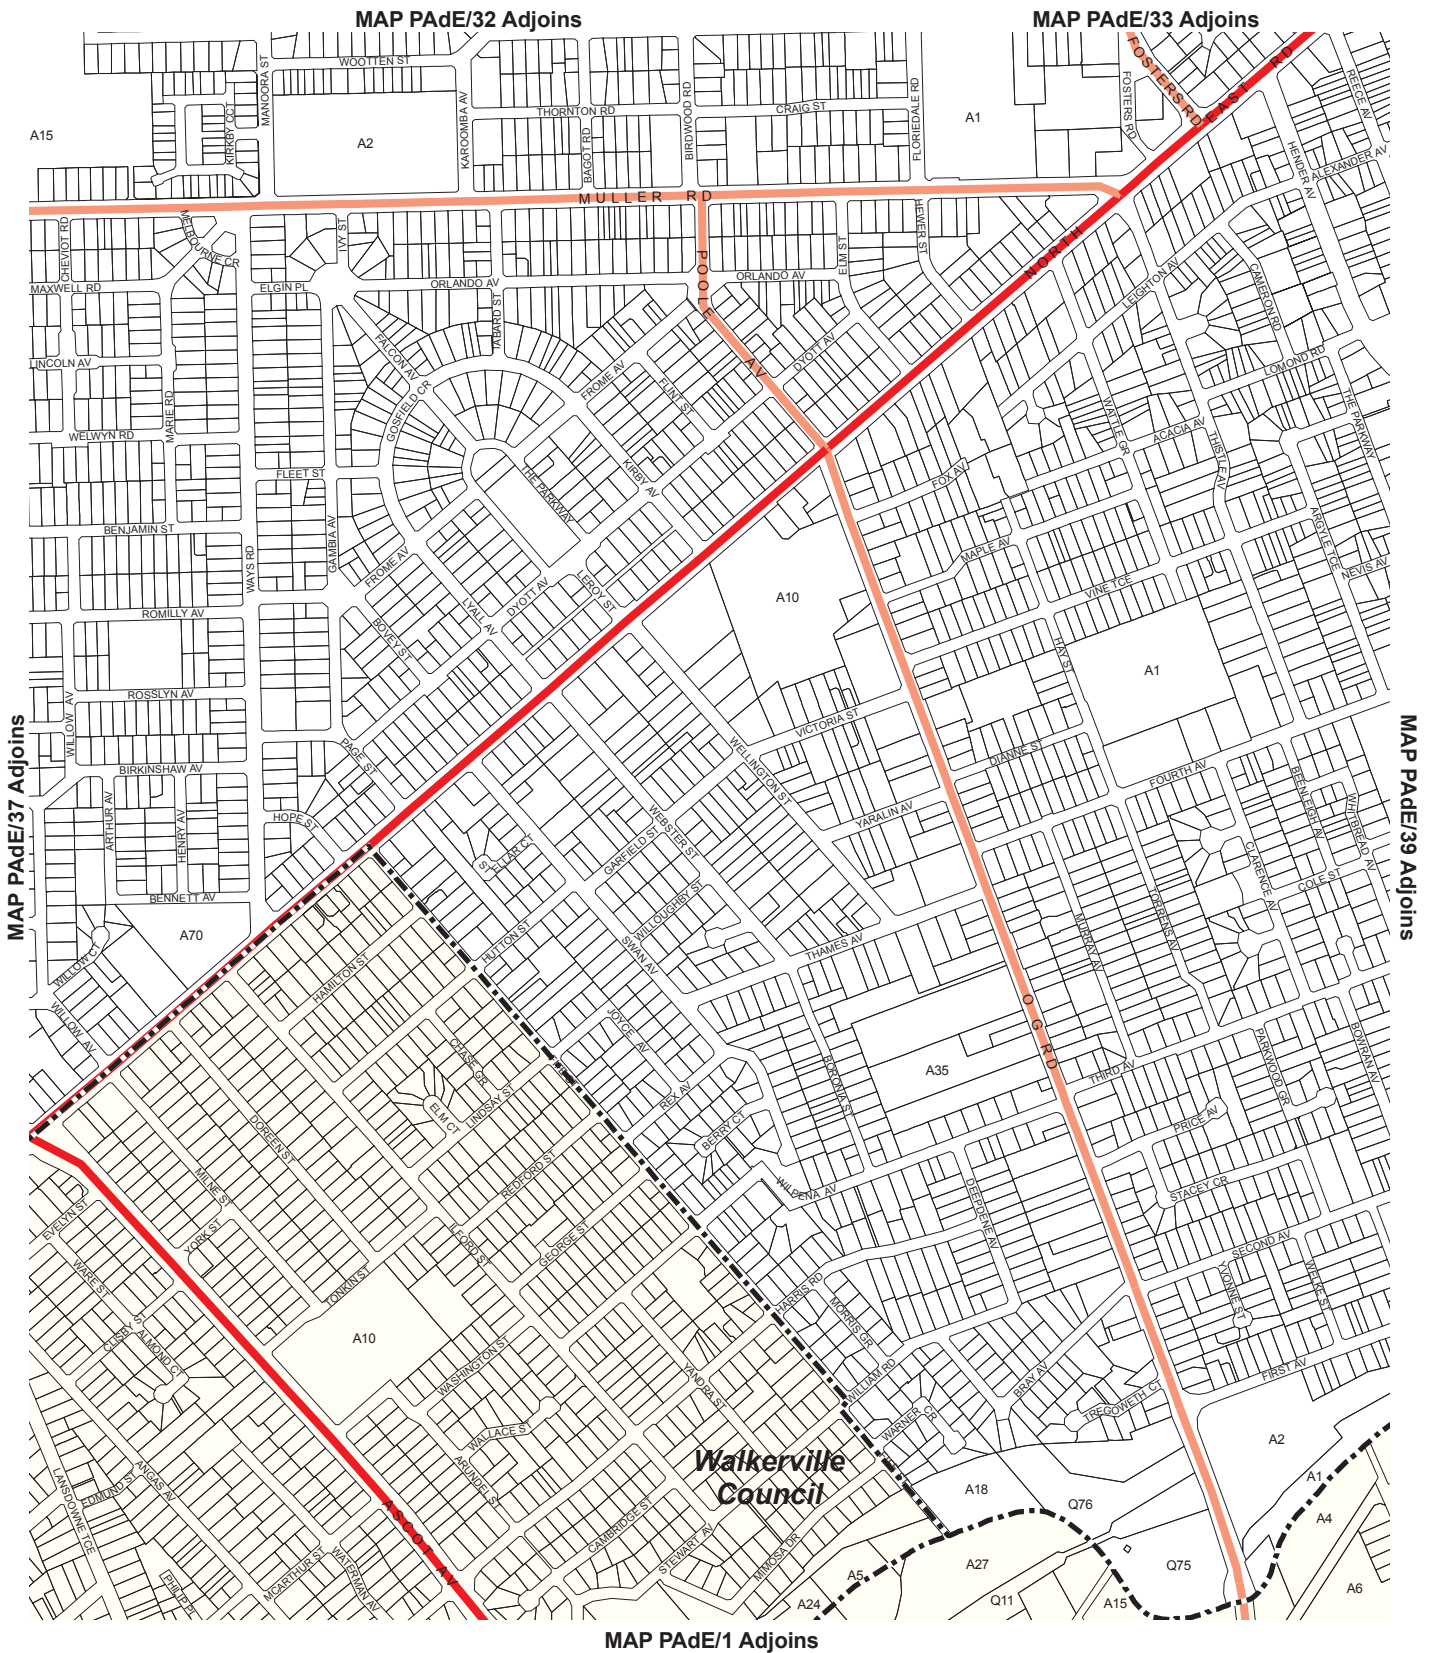 MAP PAdE/32 Adjoins
MAP PAdE/33 Adjoins
WOOTTEN ST
MANOORA ST
KIRKBY CCT
A15
A2
KAROOMBA AV
THORNTON RD
BAGOT RD
BIRDWOOD RD
CRAIG ST
FLORIEDALE RD
A1
FOSTERS RD
FOSTERS RD
NORTH EAST RD
REECE AV
HENDER AV
ALEXANDER AV
MULLER RD
CHEVIOT RD
MELBOURNE CR
IVY ST
HEWER ST
ELM ST
MAXWELL RD
ELGIN PL
ORLANDO AV
ORLANDO AV
POOLE AV
LEIGHTON AV
CAMERON RD
TABARD ST
LINCOLN AV
FALCON AV
GOSFIELD CR
FROME AV
FLINT ST
DYOTT AV
LOMOND RD
MARIE RD
WELWYN RD
FLEET ST
THE PARKWAY
KIRBY AV
WATTLE GR
ACACIA AV
THISTLE AV
THE PARKWAY
FOX AV
BENJAMIN ST
WAYS RD
GAMBIA AV
FROME AV
MAPLE AV
ARGYLE TCE
NEVIS AV
VINE TCE
ROMILLY AV
BOVEY ST
LYALL AV
DYOTT AV
LEROY ST
A10
HAY ST
A1
ROSSLYN AV
WILLOW AV
PAGE ST
VICTORIA ST
WELLINGTON ST
DIANNE ST
FOURTH AV
BEENLEIGH AV
WHITBREAD AV
BIRKINSHAW AV
ARTHUR AV
HENRY AV
HOPE ST
YARALIN AV
WEBSTER ST
GARFIELD ST
STELLAR CT
CLARENCE AV
COLE ST
MAP PAdE/37 Adjoins
MAP PAdE/39 Adjoins
BENNETT AV
A70
WILLOW CT
WILLOW AV
HAMILTON ST
HUTTON ST
WILLOUGHBY ST
SWAN AV
THAMES AV
MURRAY AV
TORRENS AV
JOYCE AV
O G RD
BOWRAN AV
PARKWOOD GR
CHASE GR
LINDSAY ST
ELM CT
REX AV
BERRY CT
BORONIA ST
A35
THIRD AV
PRICE AV
DOREEN ST
MILNE ST
REDFORD ST
WILPENA AV
DEEPDENE AV
STACEY CR
EVELYN ST
YORK ST
ILFORD ST
GEORGE ST
SECOND AV
YVONNE ST
WELKE ST
WARE ST
TONKIN ST
HARRIS RD
MORRIS GR
CLISBY S
ALMOND CT
A10
WASHINGTON ST
YANDRA ST
WILLIAM RD
BRAY AV
FIRST AV
WARNER CR
TREGOWETH CT
WALLACE S
LANSDOWNE TCE
EDMUND ST
ANGAS AV
ARUNDEL ST
Walkerville
Council
A2
A1
A18
Q76
A4
ASCOT AV
CAMBRIDGE ST
STEWART AV
MIMOSA DR
PHILIP PL
MCARTHUR ST
WATERMAN AV
A5
A27
Q75
A24
Q11
A15
A6
MAP PAdE/1 Adjoins